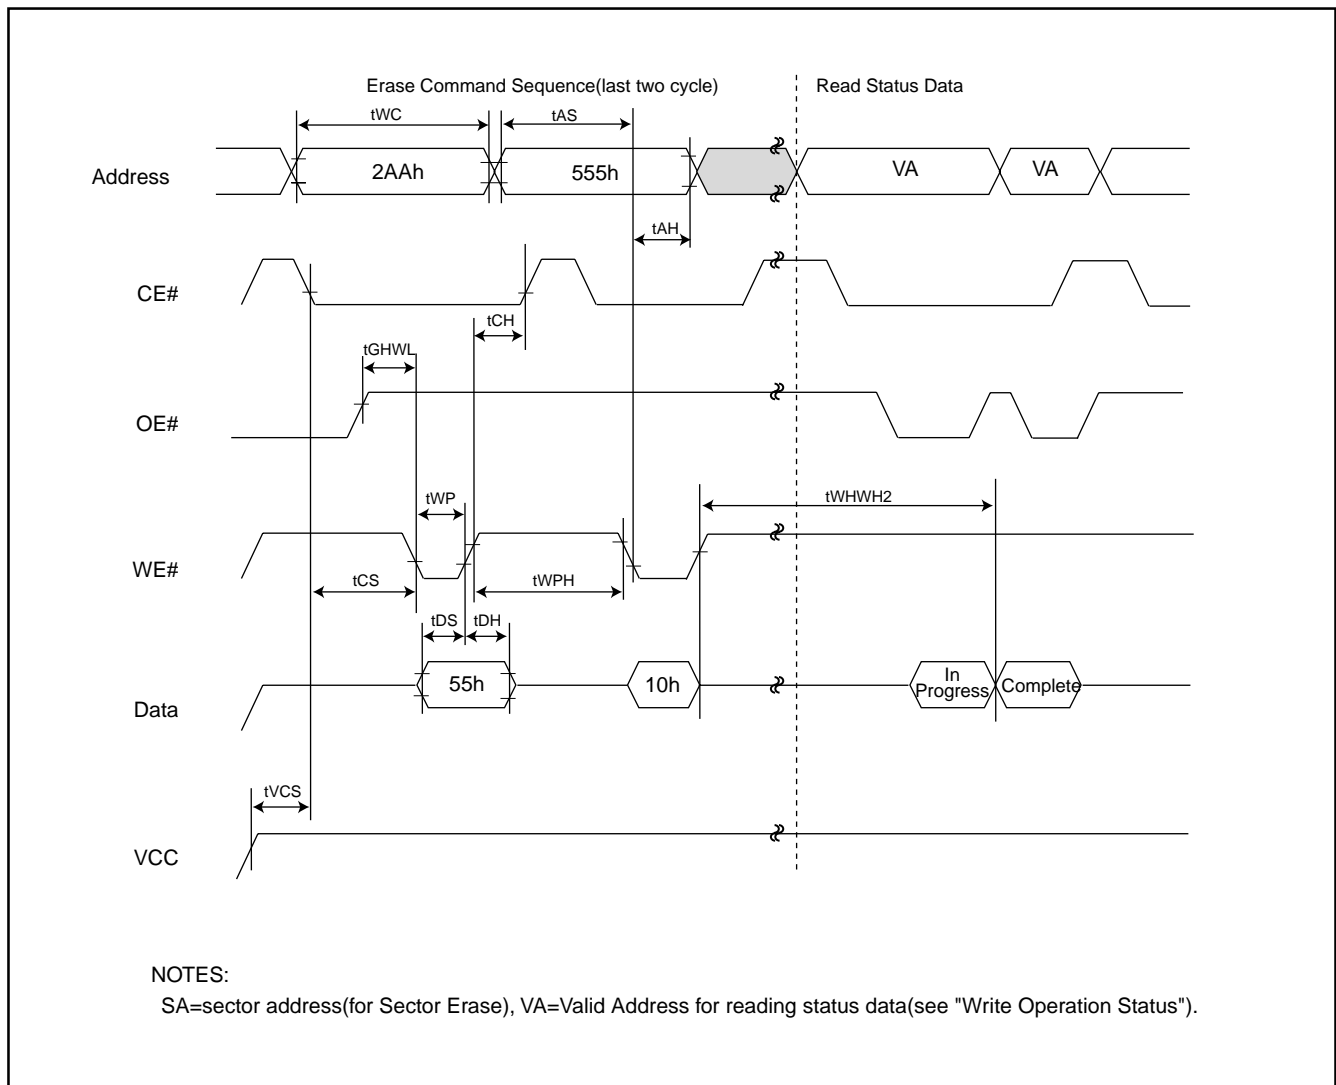 Erase Command Sequence(last two cycle)
Read Status Data
tWC
tAS
Address
2AAh
555h
VA
VA
tAH
CE#
tCH
tGHWL
OE#
tWP
tWHWH2
WE#
tCS
tWPH
tDS
tDH
Data
55h
10h
In
Progress
Complete
tVCS
VCC
NOTES:
SA=sector address(for Sector Erase), VA=Valid Address for reading status data(see "Write Operation Status").